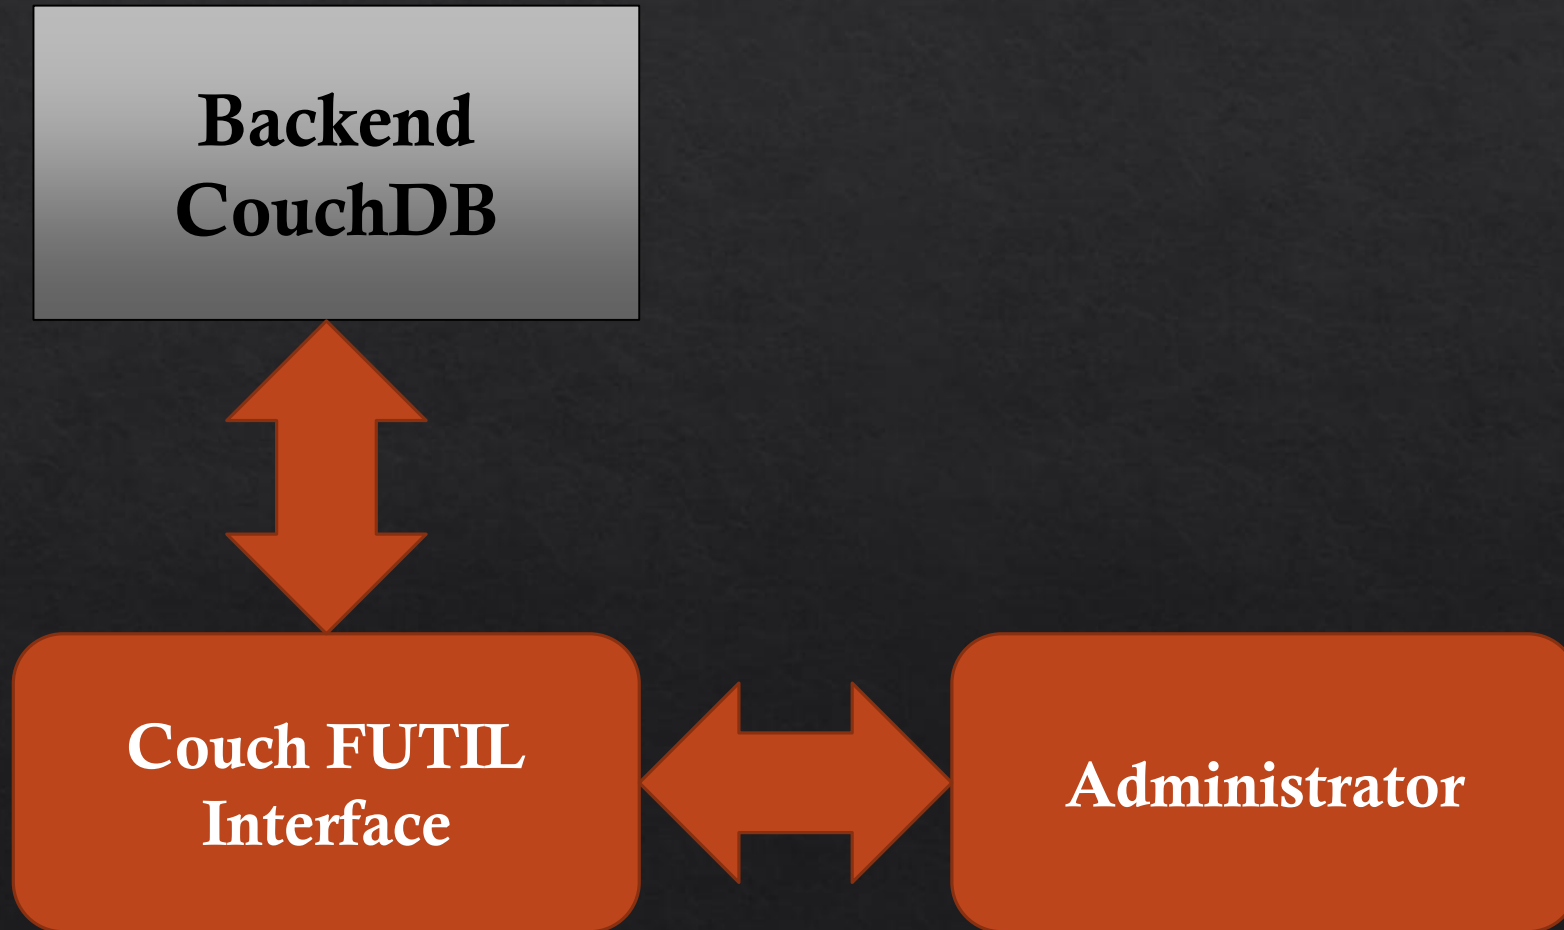 Backend
CouchDB
Couch FUTIL
Interface
Administrator